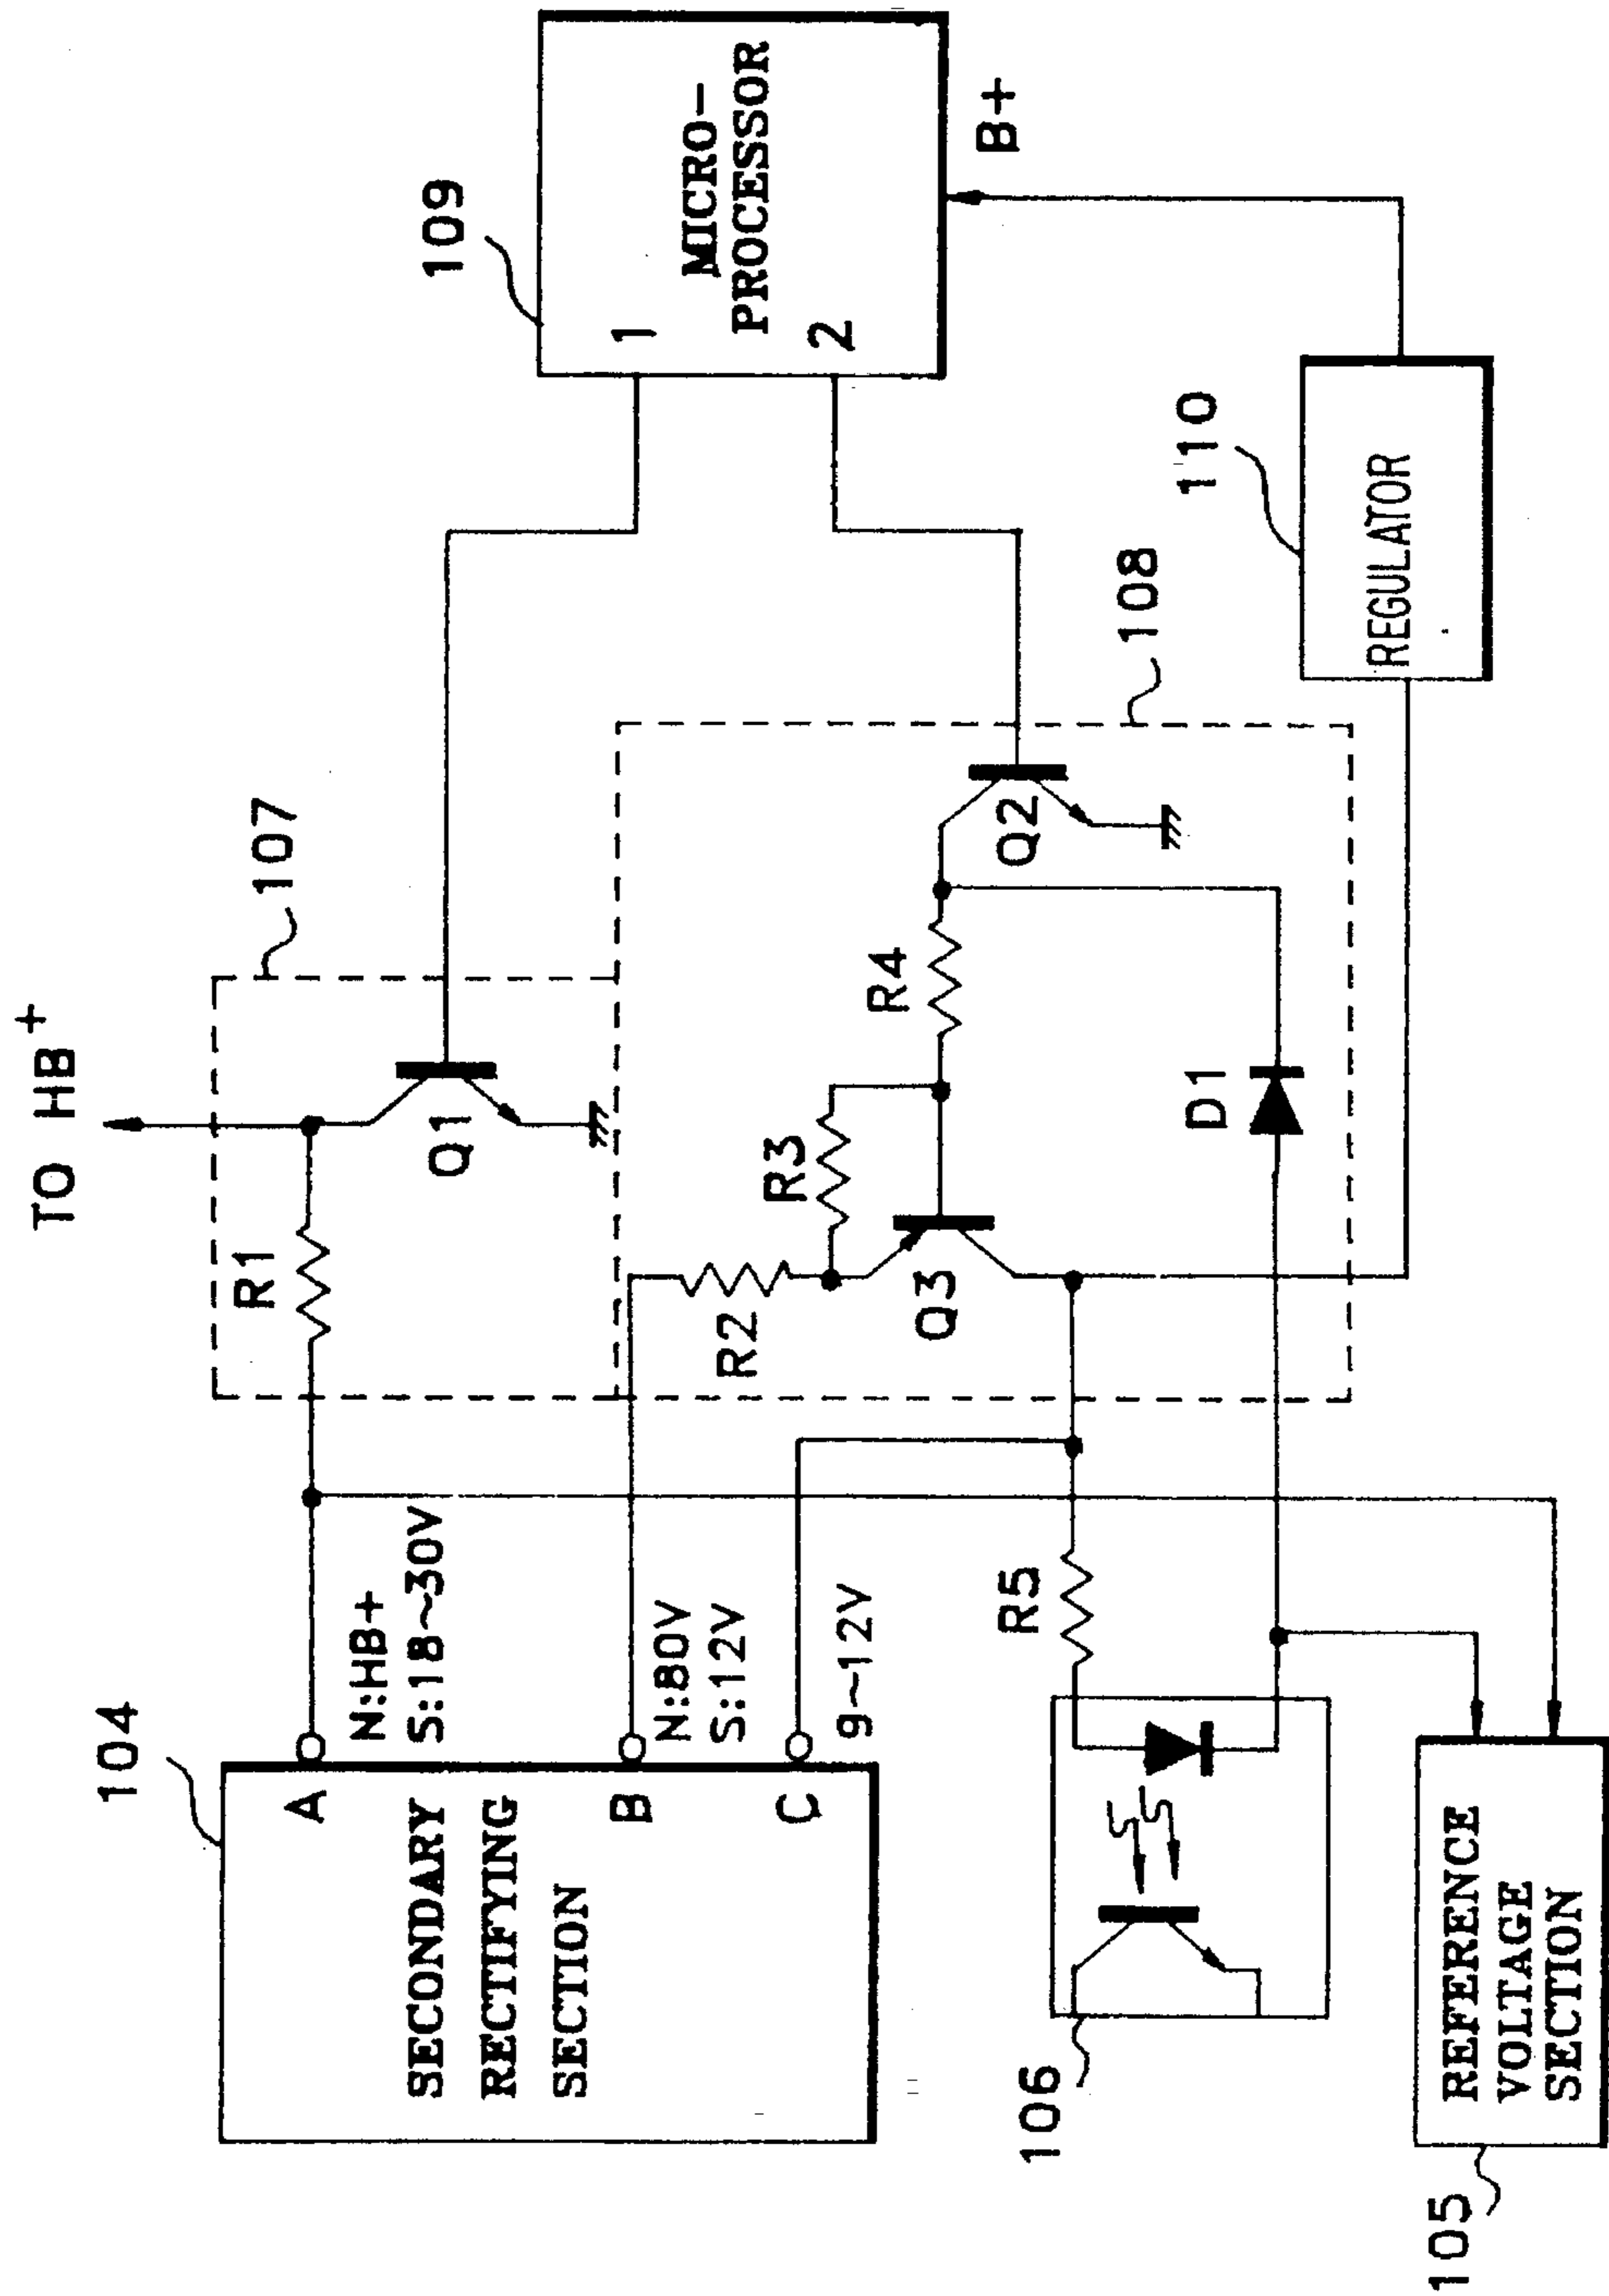 104
SECONDARY
RECTIFYING
SECTION
A
B
C
N:HB+
S:18~30V
N:80V
S:12V
9~12V
TO HB+
107
R1
Q1
R2
R3
Q3
R4
Q2
D1
108
109
1
2
MICRO-
PROCESSOR
B+
110
REGULATOR
106
R5
105
REFERENCE
VOLTAGE
SECTION